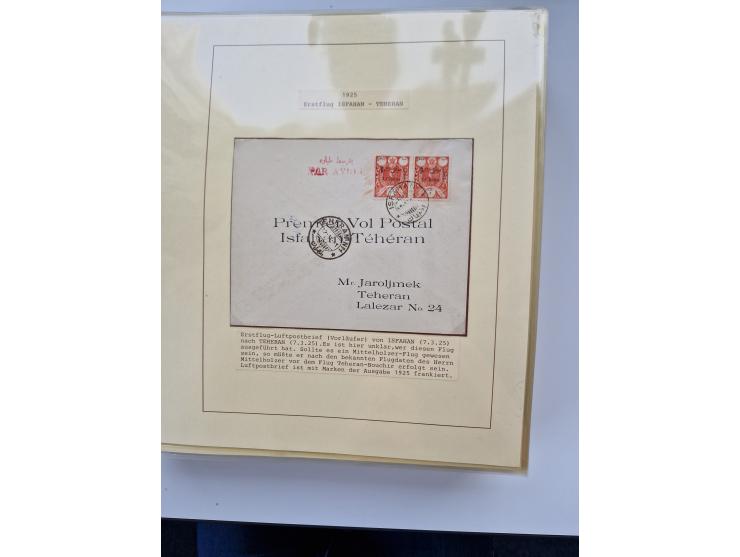 1925
Erstflug ISFAHAN - TEHERAN
PAR AVION
Premier Vol Postal
Isfahan Téhéran
Mr. Jaroljmek
Teheran
Lalezar No. 24
Erstflug-Luftpostbrief (Vorläufer) von ISFAHAN (7.3.25)
nach TEHERAN (7.3.25).Es ist hier unklar,wer diesen Flug
ausgeführt hat. Sollte es ein Mittelholzer-Flug gewesen
sein, so müßte er nach den bekannten Flugdaten des Herrn
Mittelholzer vor dem Flug Teheran-Bouchir erfolgt sein.
Luftpostbrief ist mit Marken der Ausgabe 1925 frankiert.